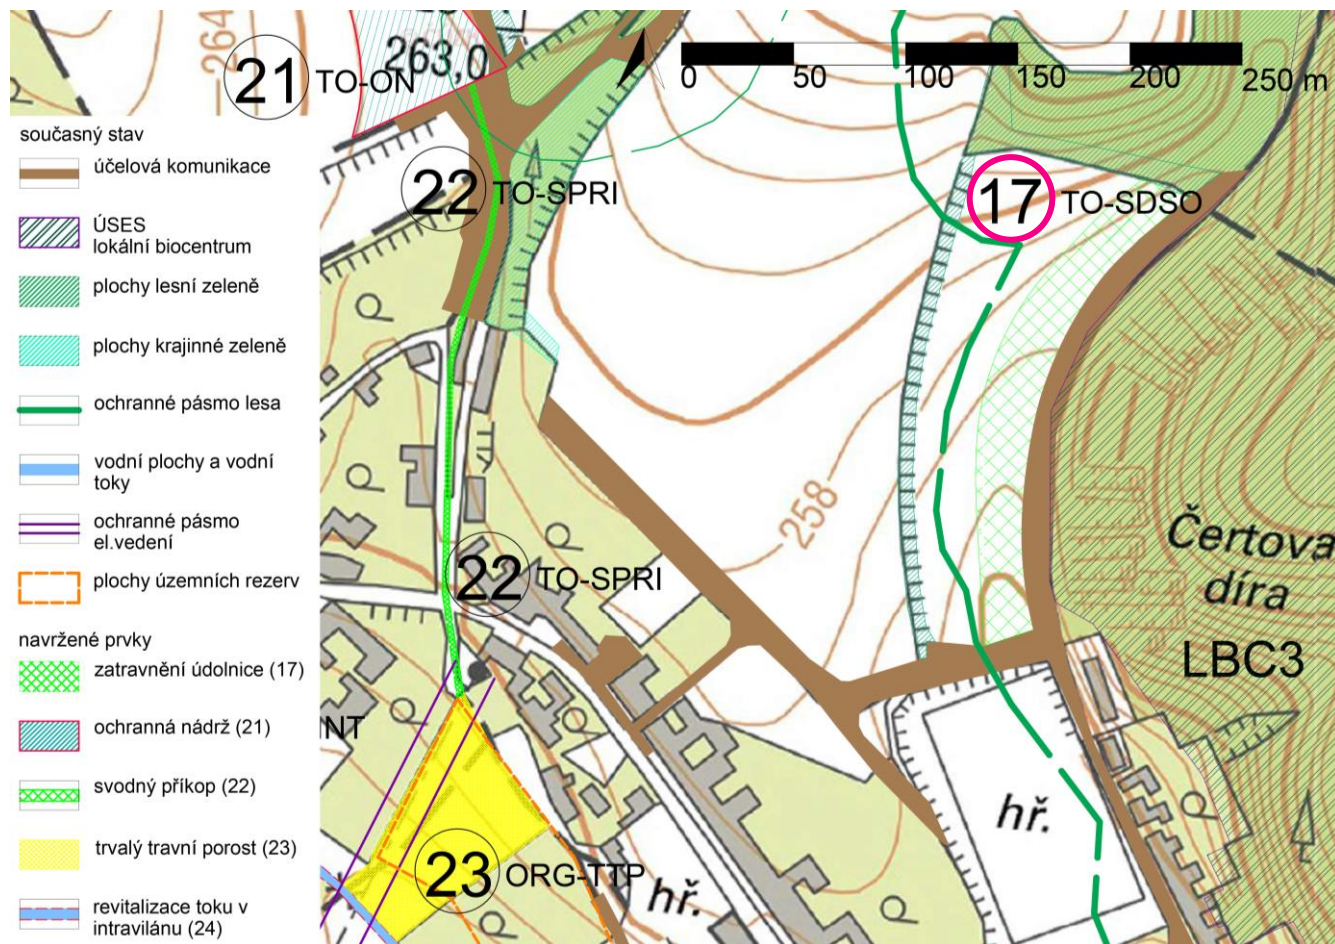 264
263,0
21 TO-ON
0 50 100 150 200 250 m
22 TO-SPRI
17 TO-SDSO
258
Čertova
díra
LBC3
22 TO-SPRI
NT
23 ORG-TTP
hř.
hř.
současný stav
účelová komunikace
ÚSES
lokální biocentrum
plochy lesní zeleně
plochy krajinné zeleně
ochranné pásmo lesa
vodní plochy a vodní
toky
ochranné pásmo
el.vedení
plochy územních rezerv
navržené prvky
zatravnění údolnice (17)
ochranná nádrž (21)
svodný příkop (22)
trvalý travní porost (23)
revitalizace toku v
intravilánu (24)